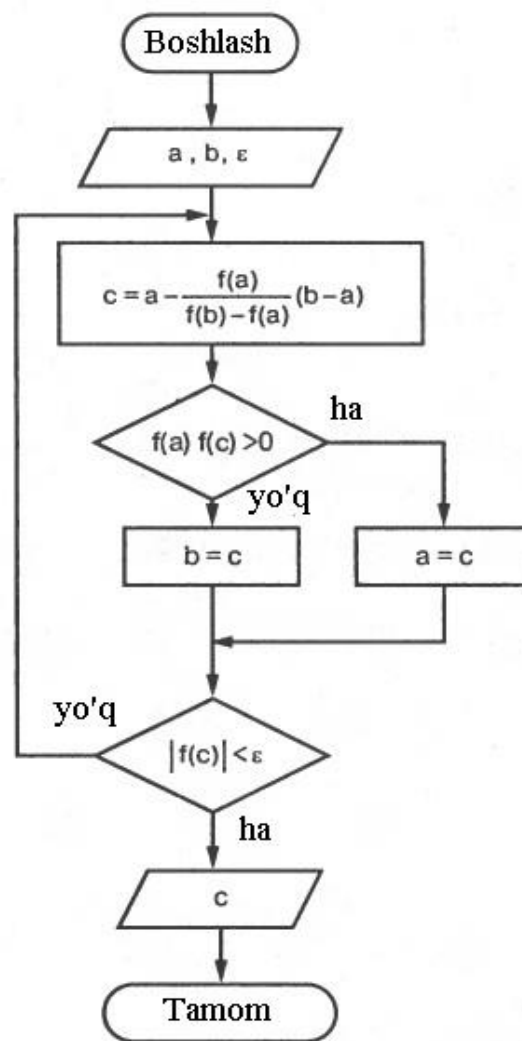 Boshlash
a , b, ε
c = a - f(a) / f(b) - f(a) (b - a)
ha
f(a) f(c) >0
yo'q
b = c
a = c
yo'q
|f(c)| < ε
ha
c
Tamom